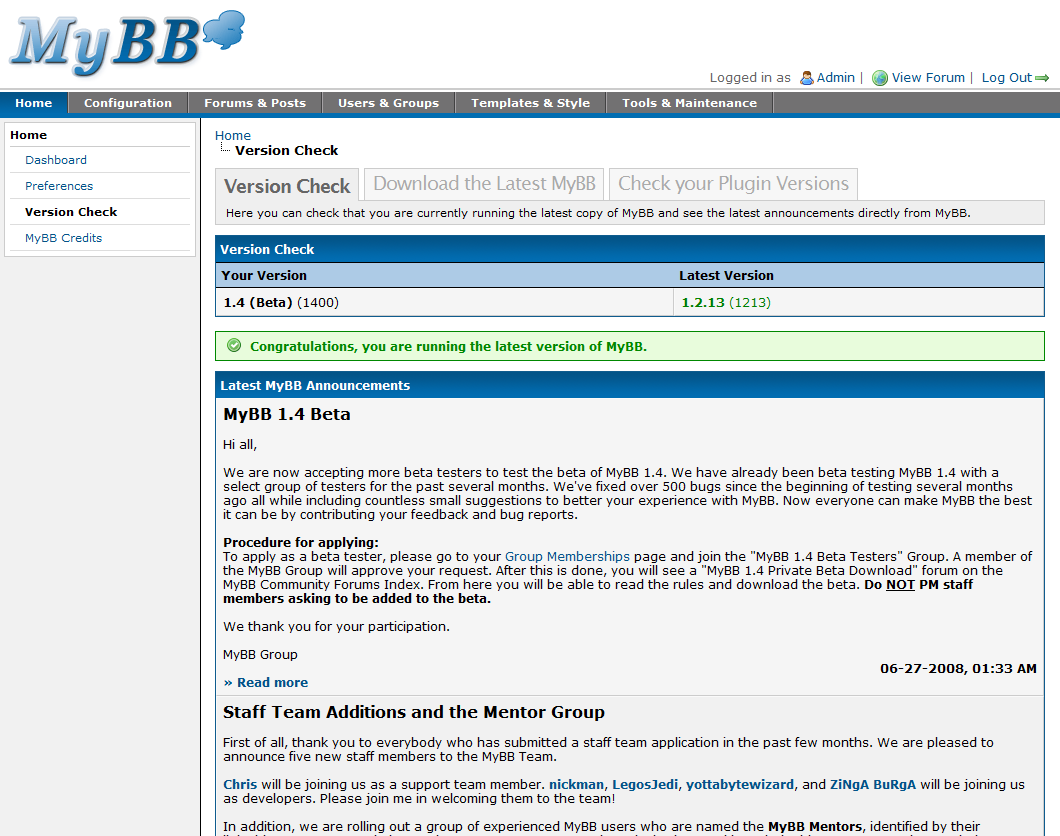 MyBB
Logged in as Admin | View Forum | Log Out
Home Configuration Forums & Posts Users & Groups Templates & Style Tools & Maintenance
Home
Dashboard
Preferences
Version Check
MyBB Credits
Home
Version Check
Version Check Download the Latest MyBB Check your Plugin Versions
Here you can check that you are currently running the latest copy of MyBB and see the latest announcements directly from MyBB.
Version Check
Your Version Latest Version
1.4 (Beta) (1400) 1.2.13 (1213)
Congratulations, you are running the latest version of MyBB.
Latest MyBB Announcements
MyBB 1.4 Beta
Hi all,
We are now accepting more beta testers to test the beta of MyBB 1.4. We have already been beta testing MyBB 1.4 with a
select group of testers for the past several months. We've fixed over 500 bugs since the beginning of testing several months
ago all while including countless small suggestions to better your experience with MyBB. Now everyone can make MyBB the best
it can be by contributing your feedback and bug reports.
Procedure for applying:
To apply as a beta tester, please go to your Group Memberships page and join the "MyBB 1.4 Beta Testers" Group. A member of
the MyBB Group will approve your request. After this is done, you will see a "MyBB 1.4 Private Beta Download" forum on the
MyBB Community Forums Index. From here you will be able to read the rules and download the beta. Do NOT PM staff
members asking to be added to the beta.
We thank you for your participation.
MyBB Group
06-27-2008, 01:33 AM
» Read more
Staff Team Additions and the Mentor Group
First of all, thank you to everybody who has submitted a staff team application in the past few months. We are pleased to
announce five new staff members to the MyBB Team.
Chris will be joining us as a support team member. nickman, LegosJedi, yottabytewizard, and ZiNgA BuRgA will be joining us
as developers. Please join me in welcoming them to the team!
In addition, we are rolling out a group of experienced MyBB users who are named the MyBB Mentors, identified by their